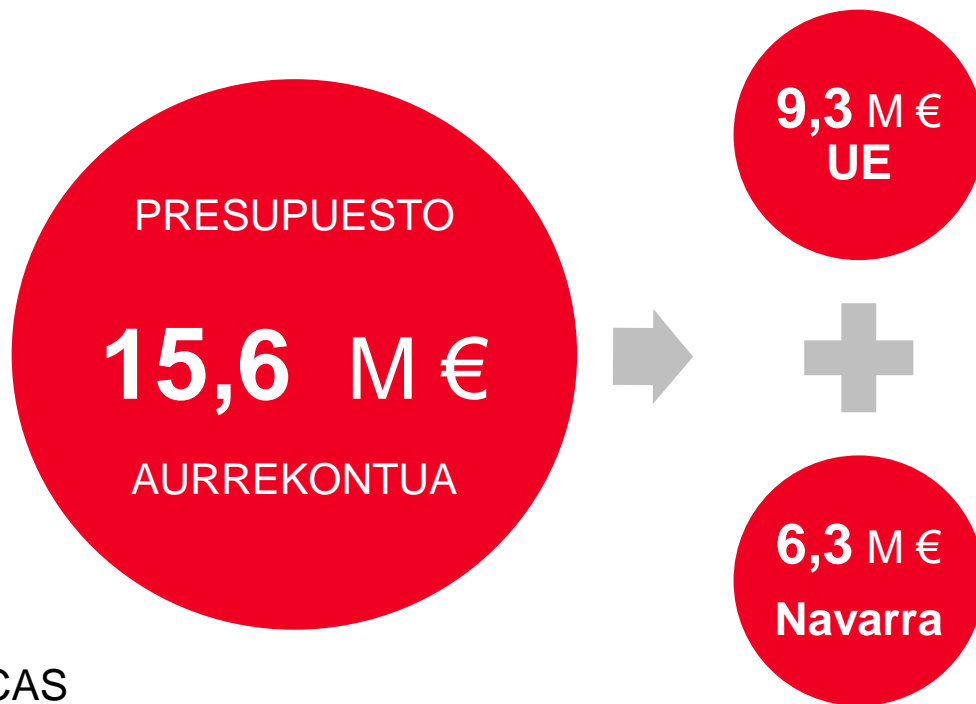 PRESUPUESTO
15,6 M €
AURREKONTUA
9,3 M €
UE
6,3 M €
Navarra
CAS